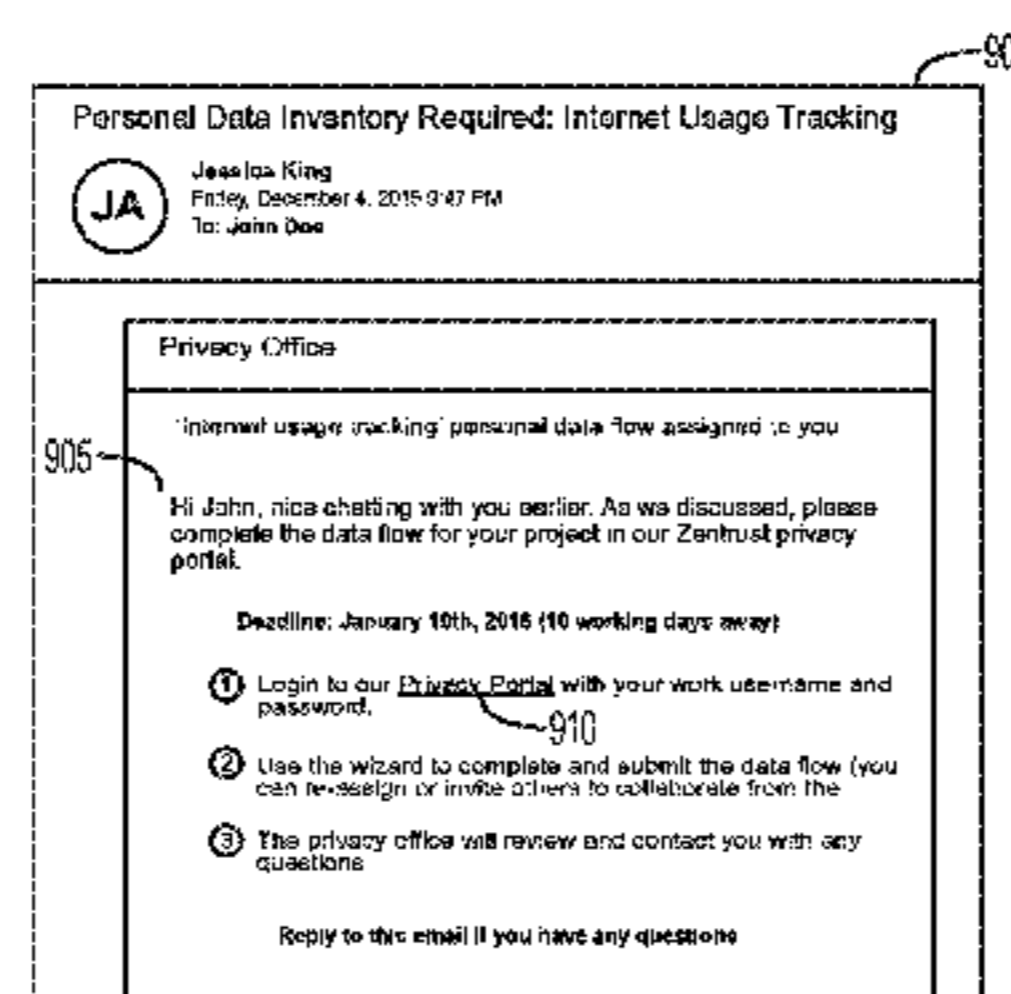 90
Personal Data Inventory Required: Internet Usage Tracking
JA
Jessica King
Friday, December 4, 2015 9:47 PM
To: John Doe
Privacy Office
'Internet usage tracking' personal data flow assigned to you
905
Hi John, nice chatting with you earlier. As we discussed, please
complete the data flow for your project in our Zentrust privacy
portal.
Deadline: January 19th, 2016 (10 working days away)
1 Login to our Privacy Portal with your work username and
password.
910
2 Use the wizard to complete and submit the data flow (you
can re-assign or invite others to collaborate from the
3 The privacy office will review and contact you with any
questions
Reply to this email if you have any questions